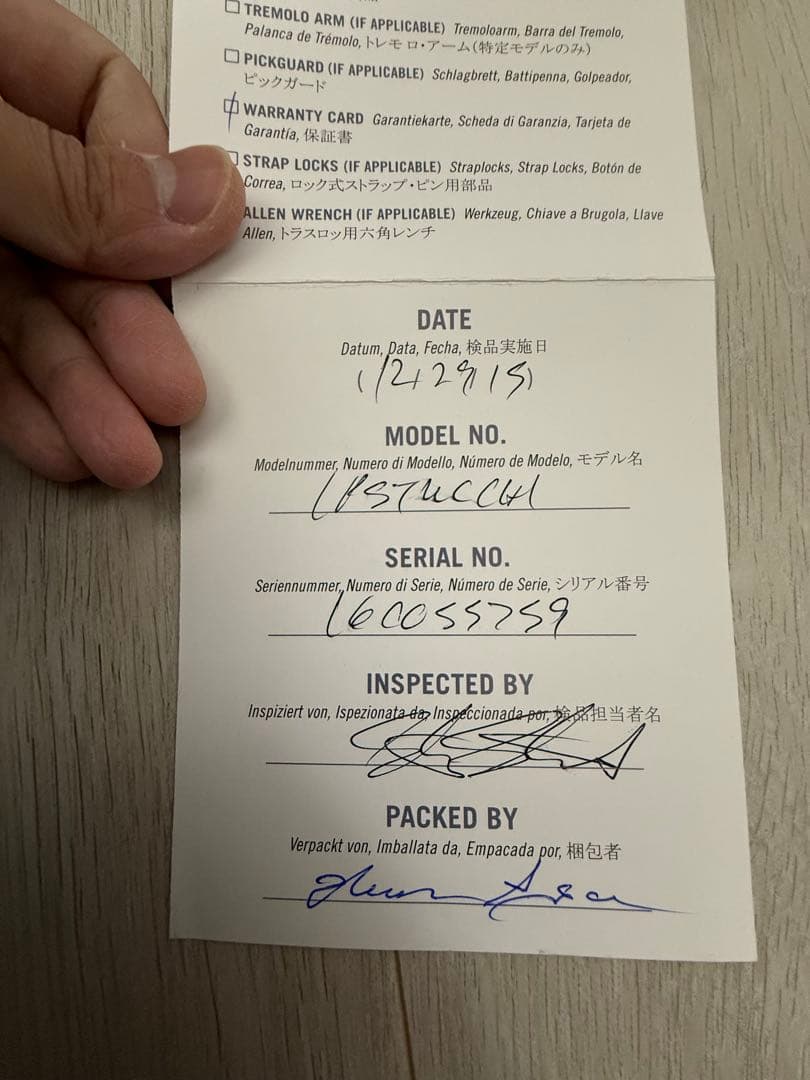 TREMOLO ARM (IF APPLICABLE) Tremoloarm, Barra del Tremolo,
Palanca de Trémolo, トレモロ・アーム(特定モデルのみ)
PICKGUARD (IF APPLICABLE) Schlagbrett, Battipenna, Golpeador,
ピックガード
WARRANTY CARD Garantiekarte, Scheda di Garanzia, Tarjeta de
Garantía, 保証書
STRAP LOCKS (IF APPLICABLE) Straplocks, Strap Locks, Botón de
Correa, ロック式ストラップ・ピン用部品
ALLEN WRENCH (IF APPLICABLE) Werkzeug, Chiave a Brugola, Llave
Allen, トラスロッ用六角レンチ
DATE
Datum, Data, Fecha, 検品実施日
MODEL NO.
Modelnummer, Numero di Modello, Número de Modelo, モデル名
SERIAL NO.
Seriennummer, Numero di Serie, Número de Serie, シリアル番号
160055759
INSPECTED BY
Inspiziert von, Ispezionata da, Inspeccionada por, 検品担当者名
PACKED BY
Verpackt von, Imballata da, Empacada por, 梱包者